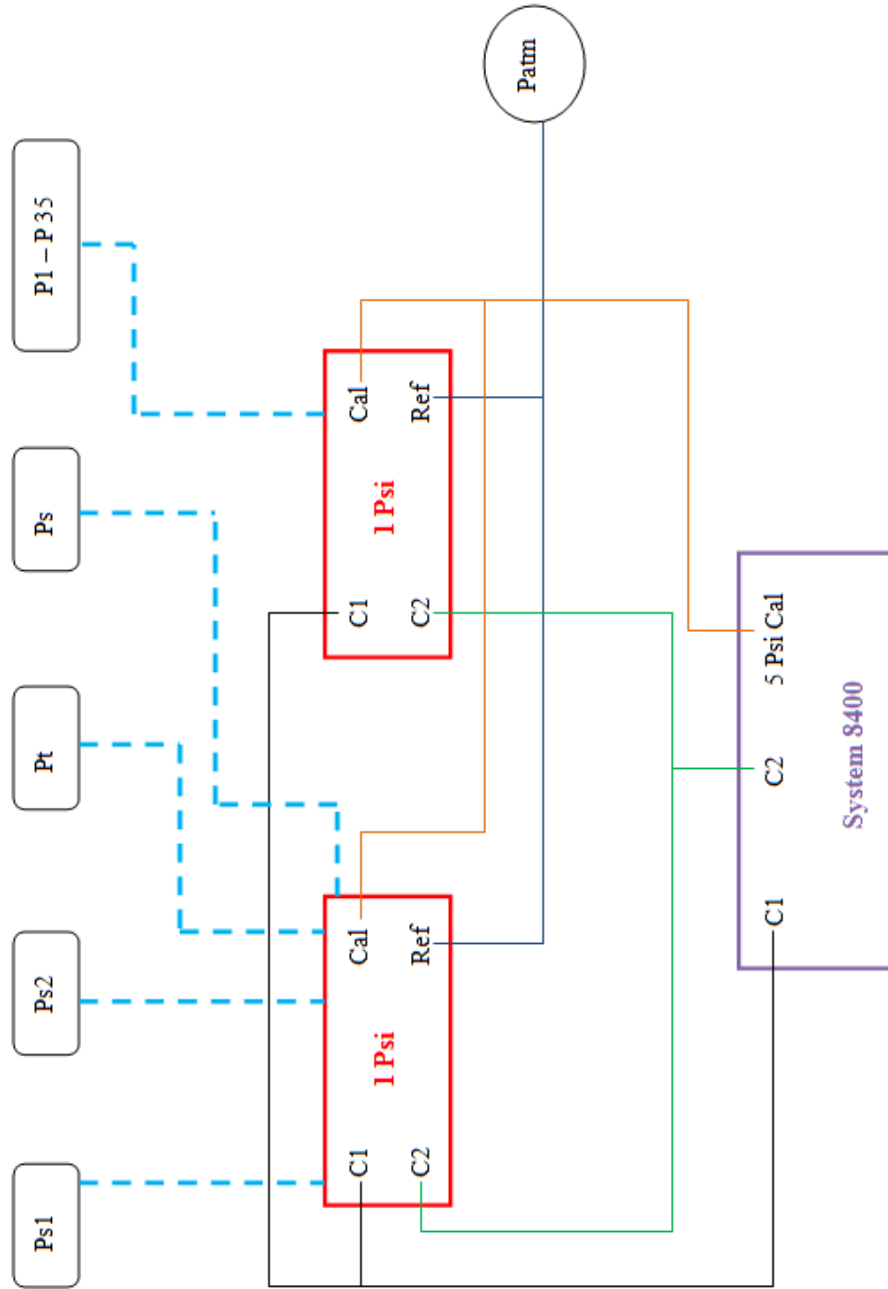 Ps1
Ps2
Pt
Ps
P1 – P 35
C1
C2
1 Psi
Cal
Ref
C1
C2
1 Psi
Cal
Ref
Patm
C1
C2
5 Psi Cal
System 8400